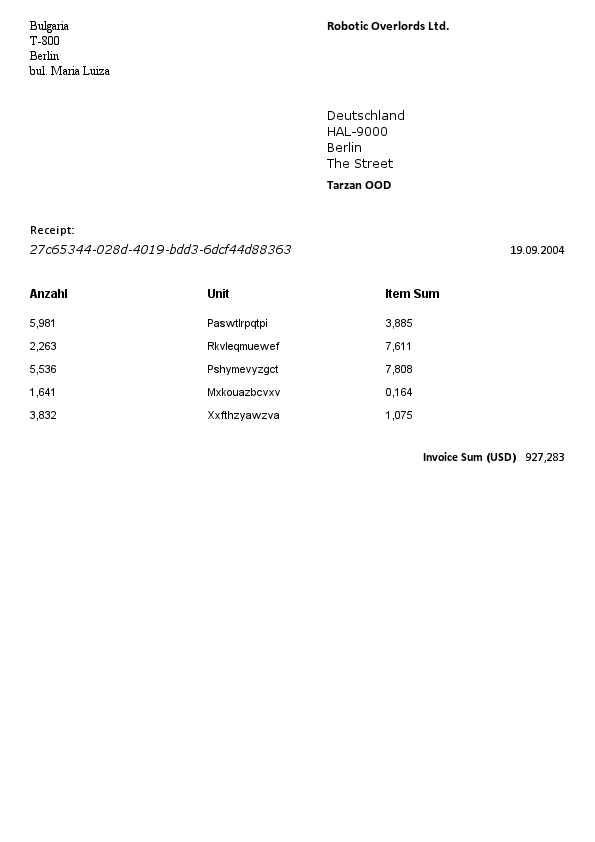 Bulgaria
T-800
Berlin
bul. Maria Luiza
Robotic Overlords Ltd.
Deutschland
HAL-9000
Berlin
The Street
Tarzan OOD
Receipt:
27c65344-028d-4019-bdd3-6dcf44d88363 19.09.2004
Anzahl Unit Item Sum
5,981 Paswtlrpqtpi 3,885
2,263 Rkvleqmuewef 7,611
5,536 Pshymevyzgct 7,808
1,641 Mxkouazbcvxv 0,164
3,832 Xxfthzyawzva 1,075
Invoice Sum (USD) 927,283